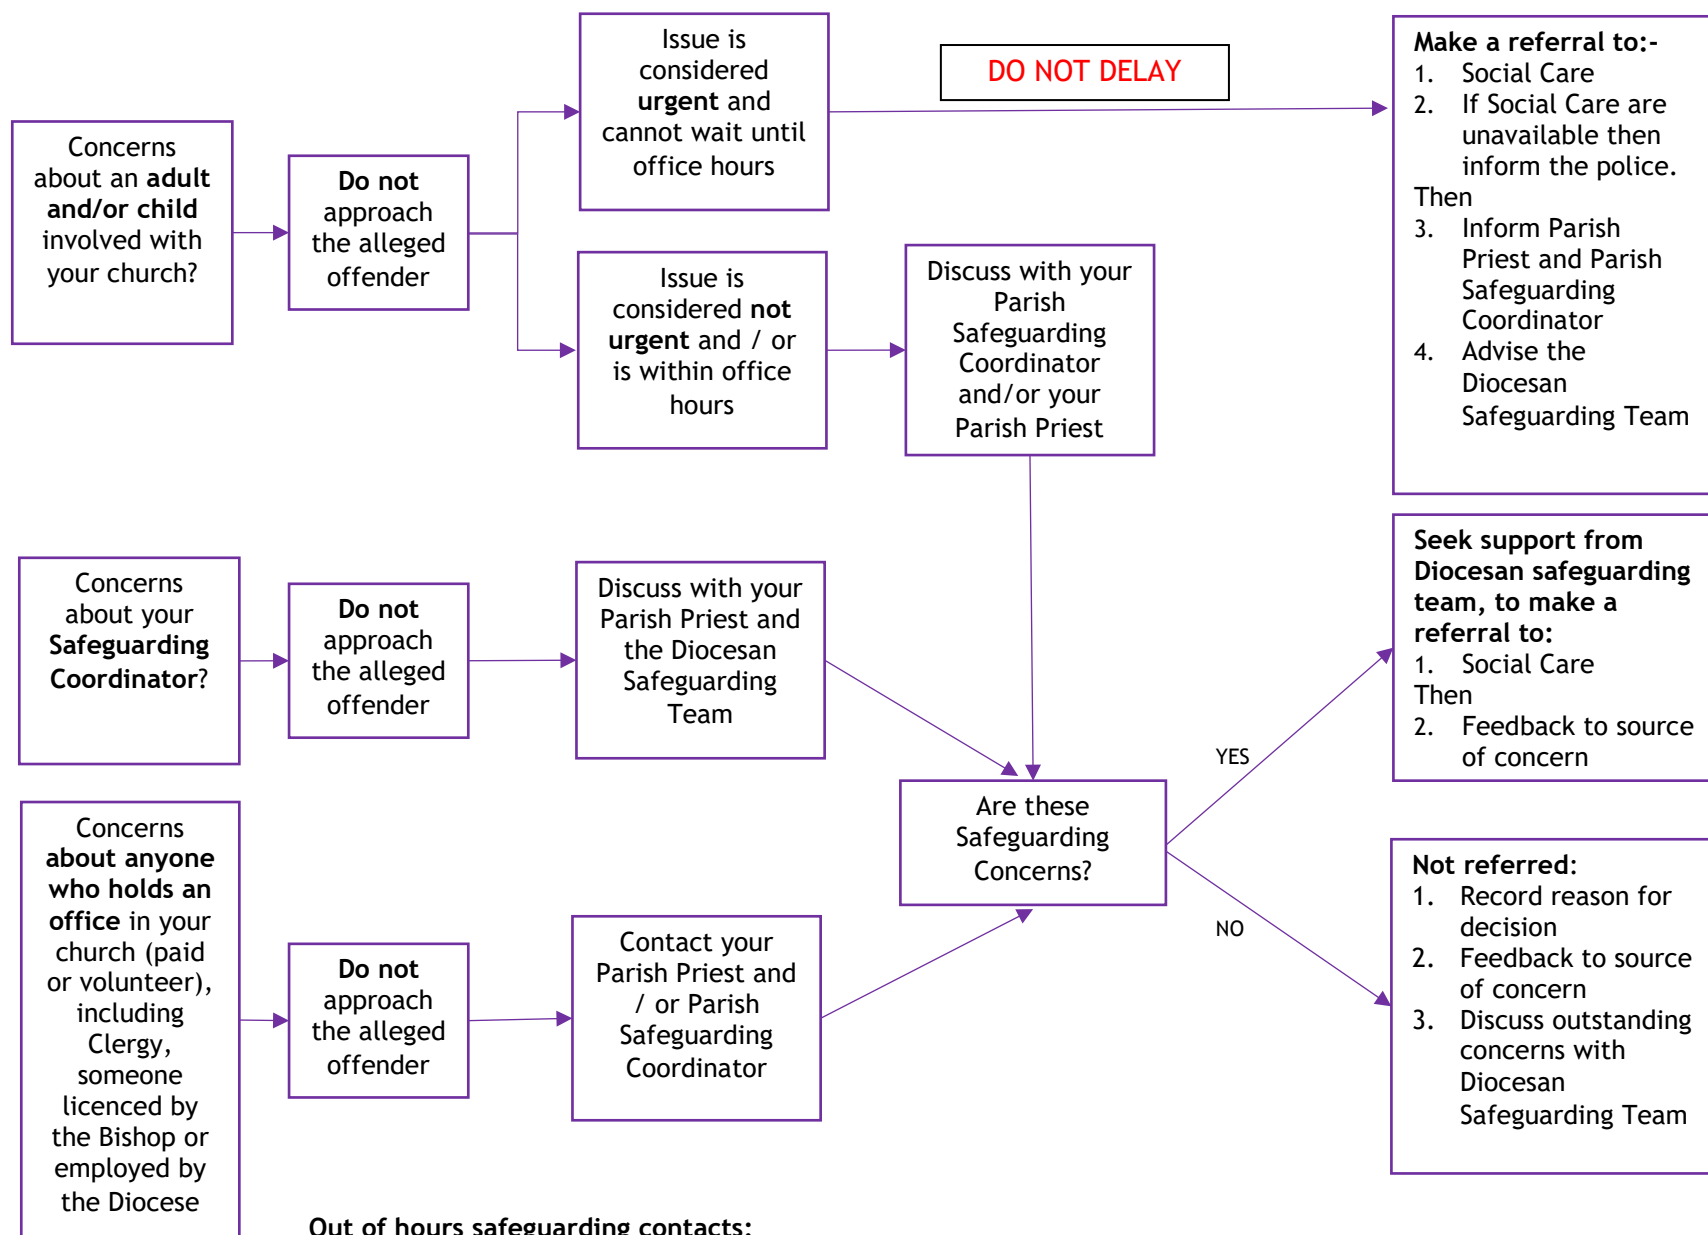 Concerns
about an adult
and/or child
involved with
your church?
Do not
approach
the alleged
offender
Issue is
considered
urgent and
cannot wait until
office hours
DO NOT DELAY
Make a referral to:-
1. Social Care
2. If Social Care are
unavailable then
inform the police.
Then
3. Inform Parish
Priest and Parish
Safeguarding
Coordinator
4. Advise the
Diocesan
Safeguarding Team
Issue is
considered not
urgent and / or
is within office
hours
Discuss with your
Parish
Safeguarding
Coordinator
and/or your
Parish Priest
Concerns
about your
Safeguarding
Coordinator?
Do not
approach
the alleged
offender
Discuss with your
Parish Priest and
the Diocesan
Safeguarding
Team
Seek support from
Diocesan safeguarding
team, to make a
referral to:
1. Social Care
Then
2. Feedback to source
of concern
YES
Are these
Safeguarding
Concerns?
NO
Concerns
about anyone
who holds an
office in your
church (paid
or volunteer),
including
Clergy,
someone
licenced by
the Bishop or
employed by
the Diocese
Do not
approach
the alleged
offender
Contact your
Parish Priest and
/ or Parish
Safeguarding
Coordinator
Not referred:
1. Record reason for
decision
2. Feedback to source
of concern
3. Discuss outstanding
concerns with
Diocesan
Safeguarding Team
Out of hours safeguarding contacts: